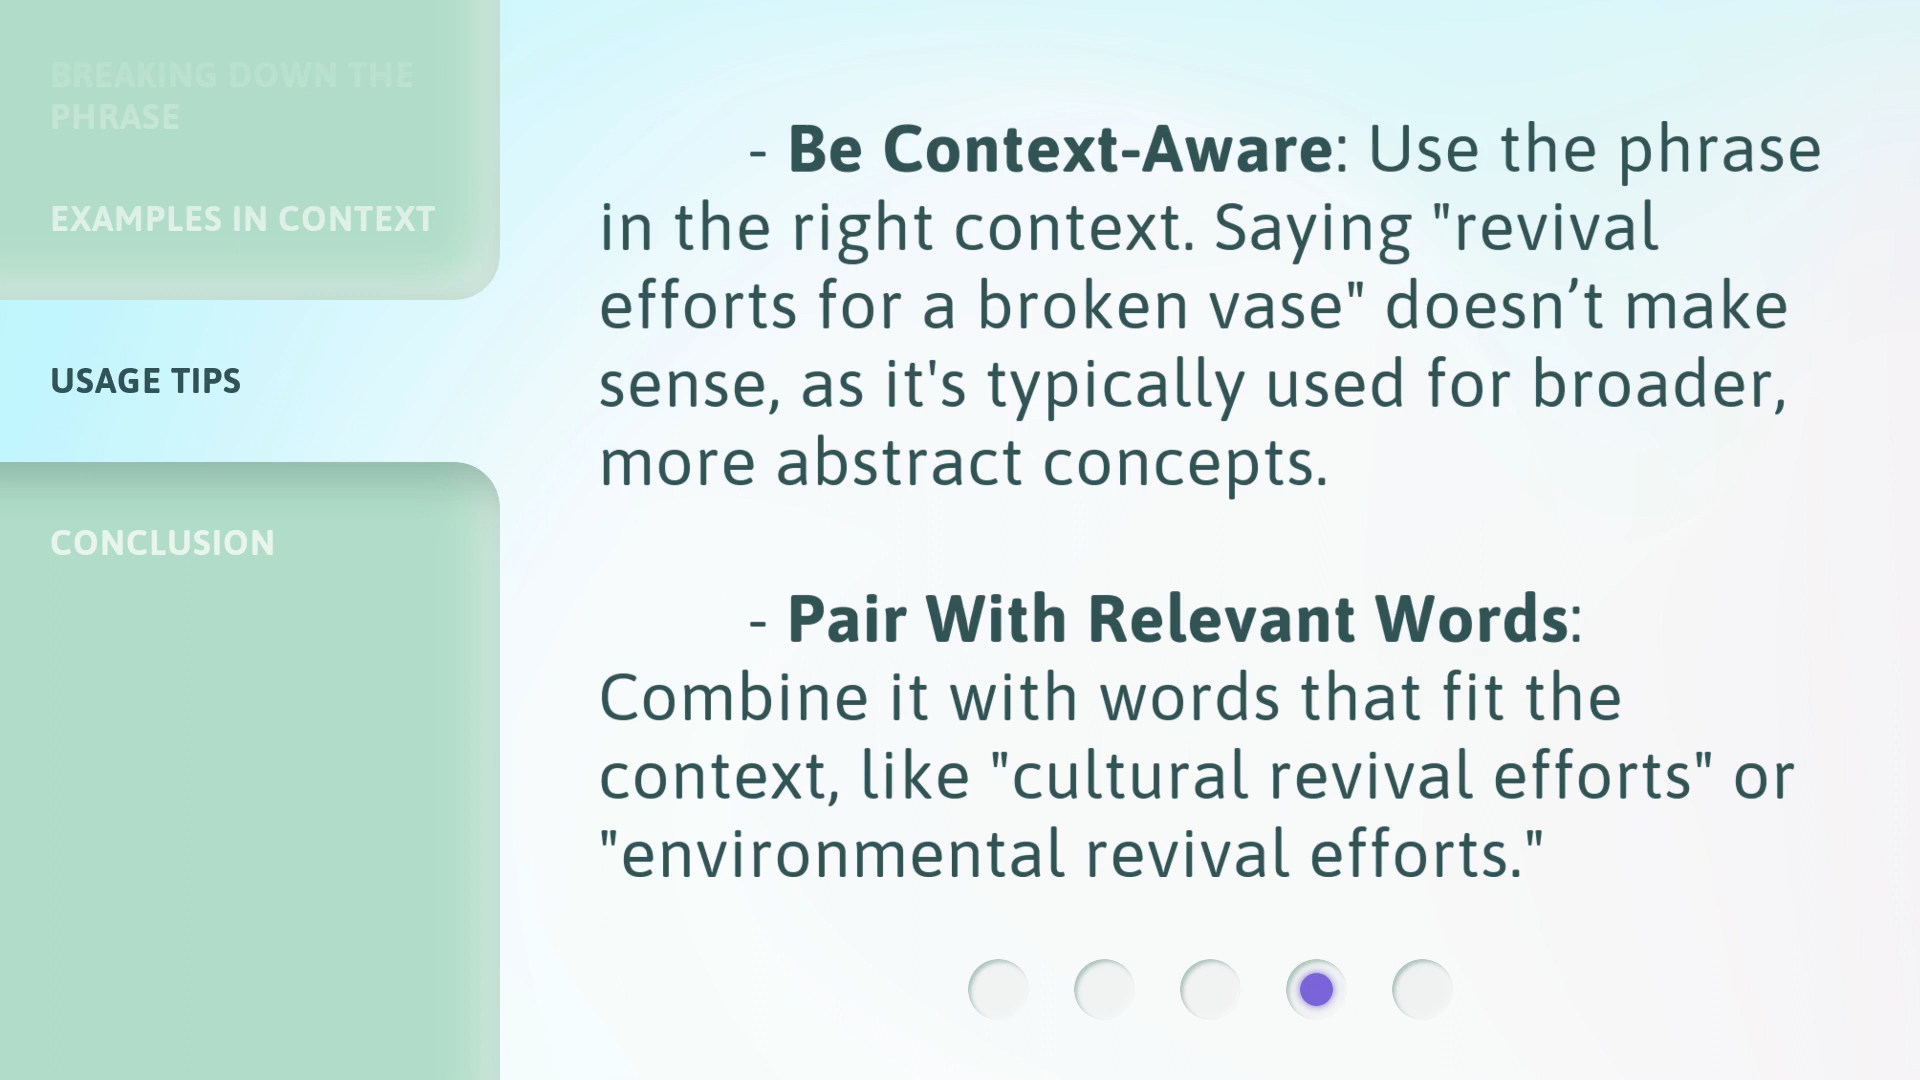 BREAKING DOWN THE
PHRASE
EXAMPLES IN CONTEXT
USAGE TIPS
CONCLUSION
- Be Context-Aware: Use the phrase
in the right context. Saying "revival
efforts for a broken vase" doesn’t make
sense, as it's typically used for broader,
more abstract concepts.
- Pair With Relevant Words:
Combine it with words that fit the
context, like "cultural revival efforts" or
"environmental revival efforts."